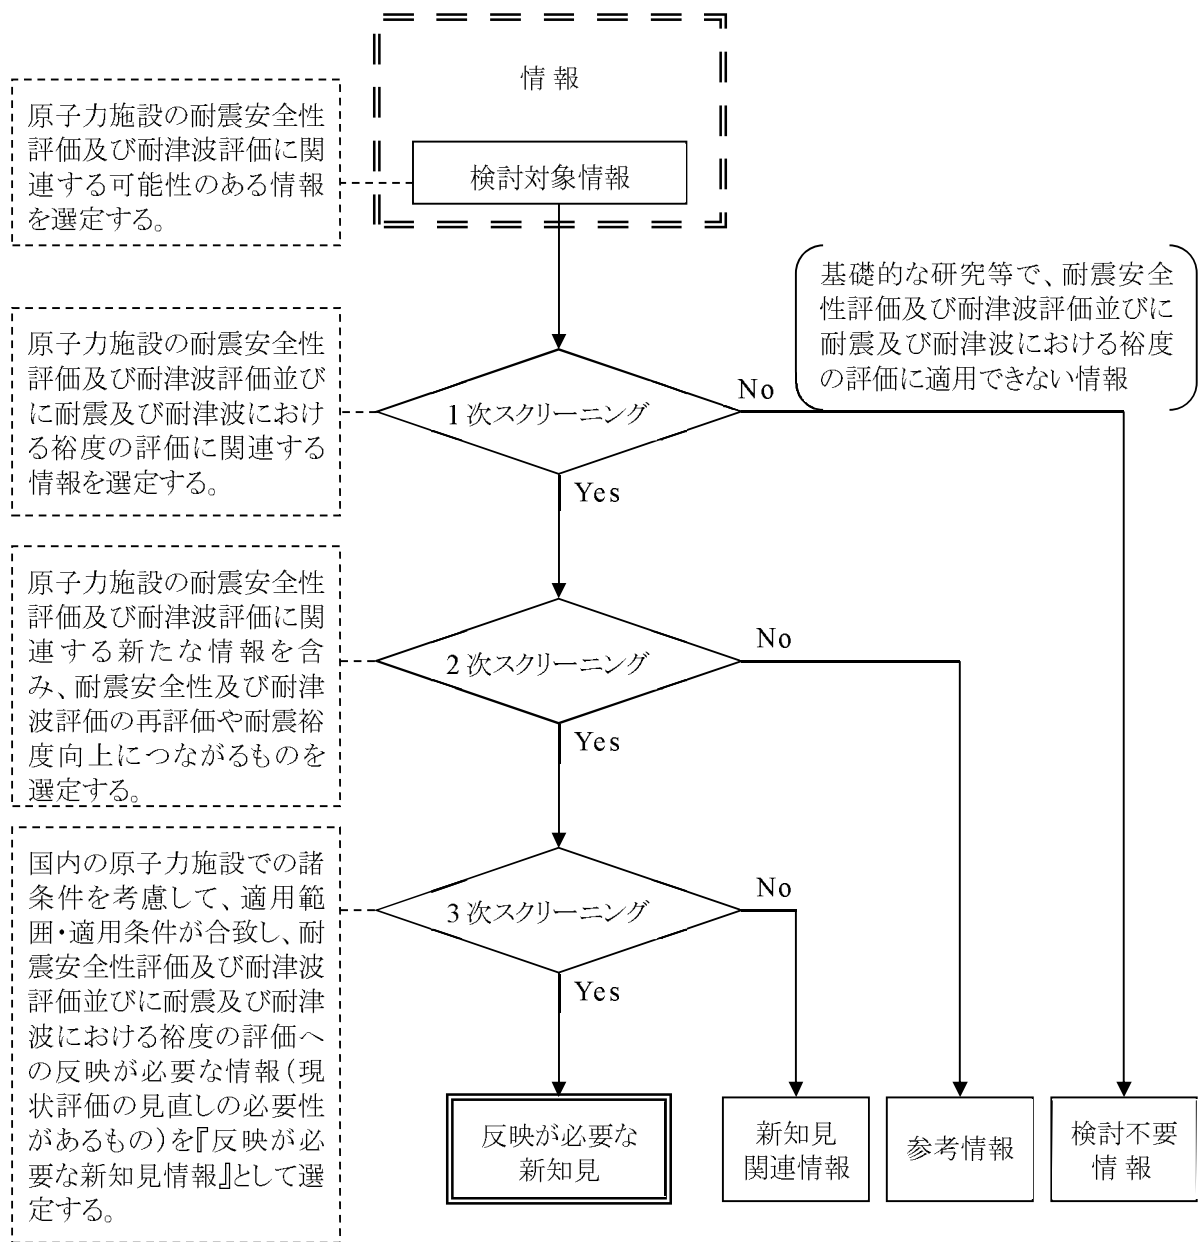 情 報
検討対象情報
原子力施設の耐震安全性
評価及び耐津波評価に関
連する可能性のある情報
を選定する。
基礎的な研究等で、耐震安全
性評価及び耐津波評価並びに
耐震及び耐津波における裕度
の評価に適用できない情報
原子力施設の耐震安全性
評価及び耐津波評価並び
に耐震及び耐津波におけ
る裕度の評価に関連する
情報を選定する。
1次スクリーニング
No
Yes
原子力施設の耐震安全性
評価及び耐津波評価に関
連する新たな情報を含
み、耐震安全性及び耐津
波評価の再評価や耐震裕
度向上につながるものを
選定する。
2次スクリーニング
No
Yes
国内の原子力施設での諸
条件を考慮して、適用範
囲・適用条件が合致し、耐
震安全性評価及び耐津波
評価並びに耐震及び耐津
波における裕度の評価へ
の反映が必要な情報(現
状評価の見直しの必要性
があるもの)を『反映が必
要な新知見情報』として選
定する。
3次スクリーニング
No
Yes
反映が必要な
新知見
新知見
関連情報
参考情報
検討不要
情 報